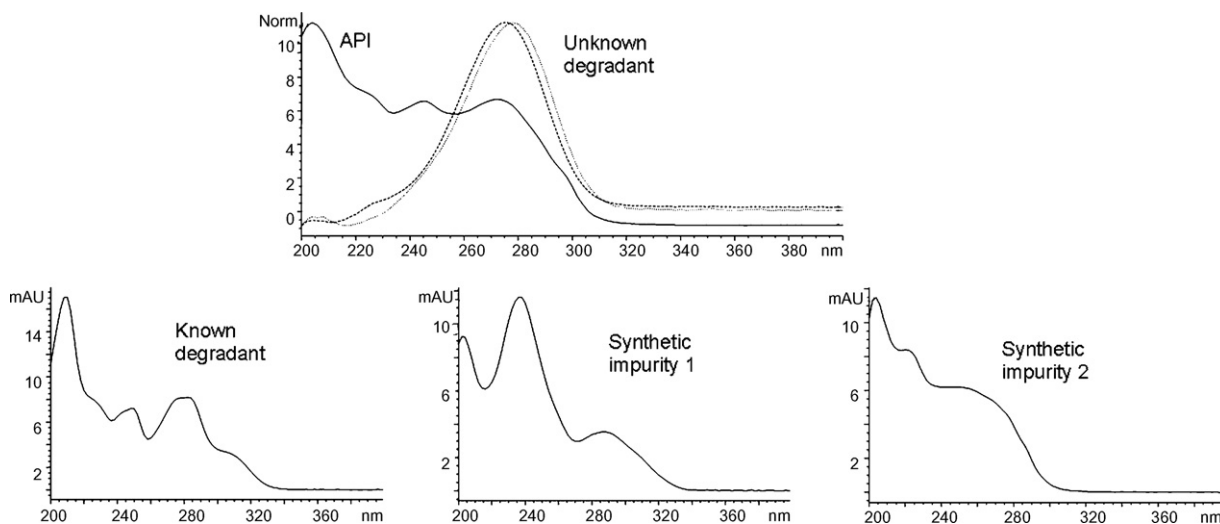 Norm.
10
8
6
4
2
0
API
Unknown
degradant
200 220 240 260 280 300 320 340 360 380 nm
mAU
14
10
6
2
Known
degradant
200 240 280 320 360 nm
mAU
10
6
2
Synthetic
impurity 1
200 240 280 320 360 nm
mAU
10
6
2
Synthetic
impurity 2
200 240 280 320 360 nm